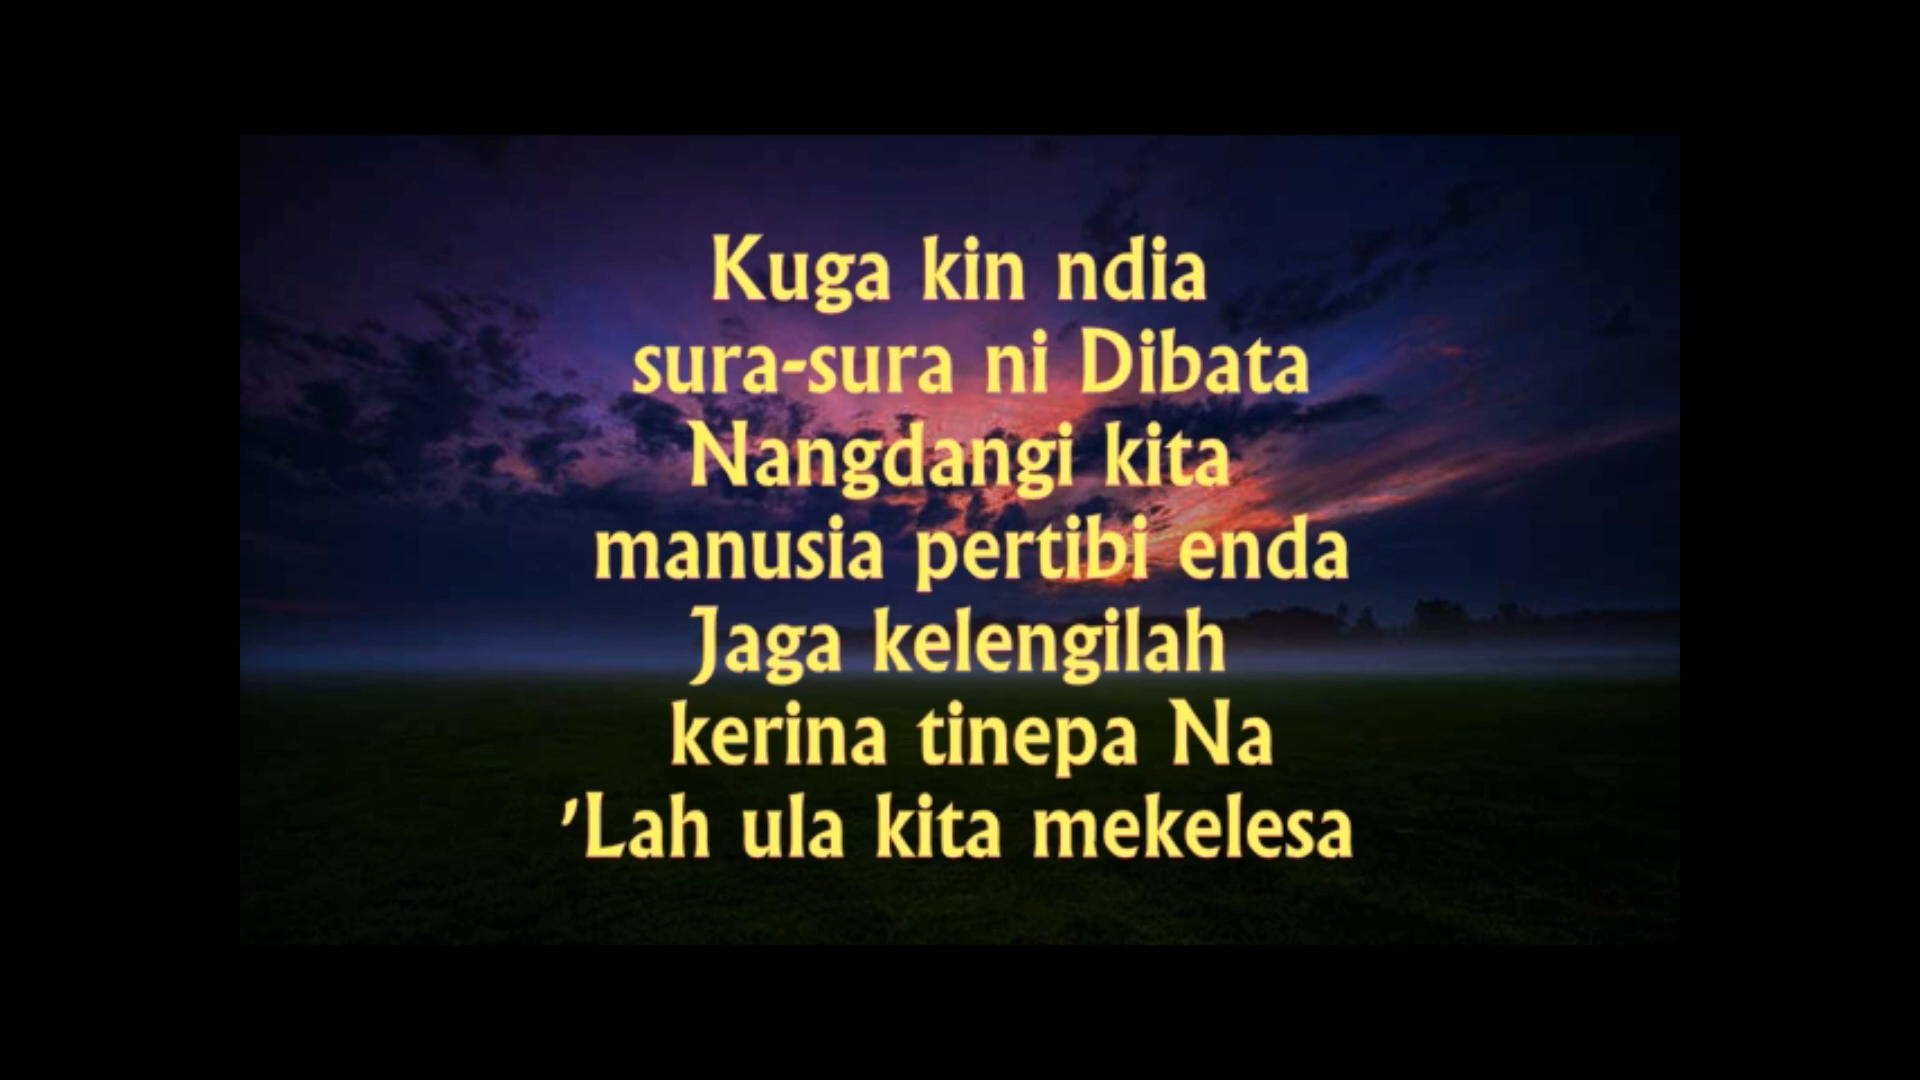 Kuga kin ndia
sura-sura ni Dibata
Nangdangi kita
manusia pertibi enda
Jaga kelengilah
kerina tinepa Na
'Lah ula kita mekelesa